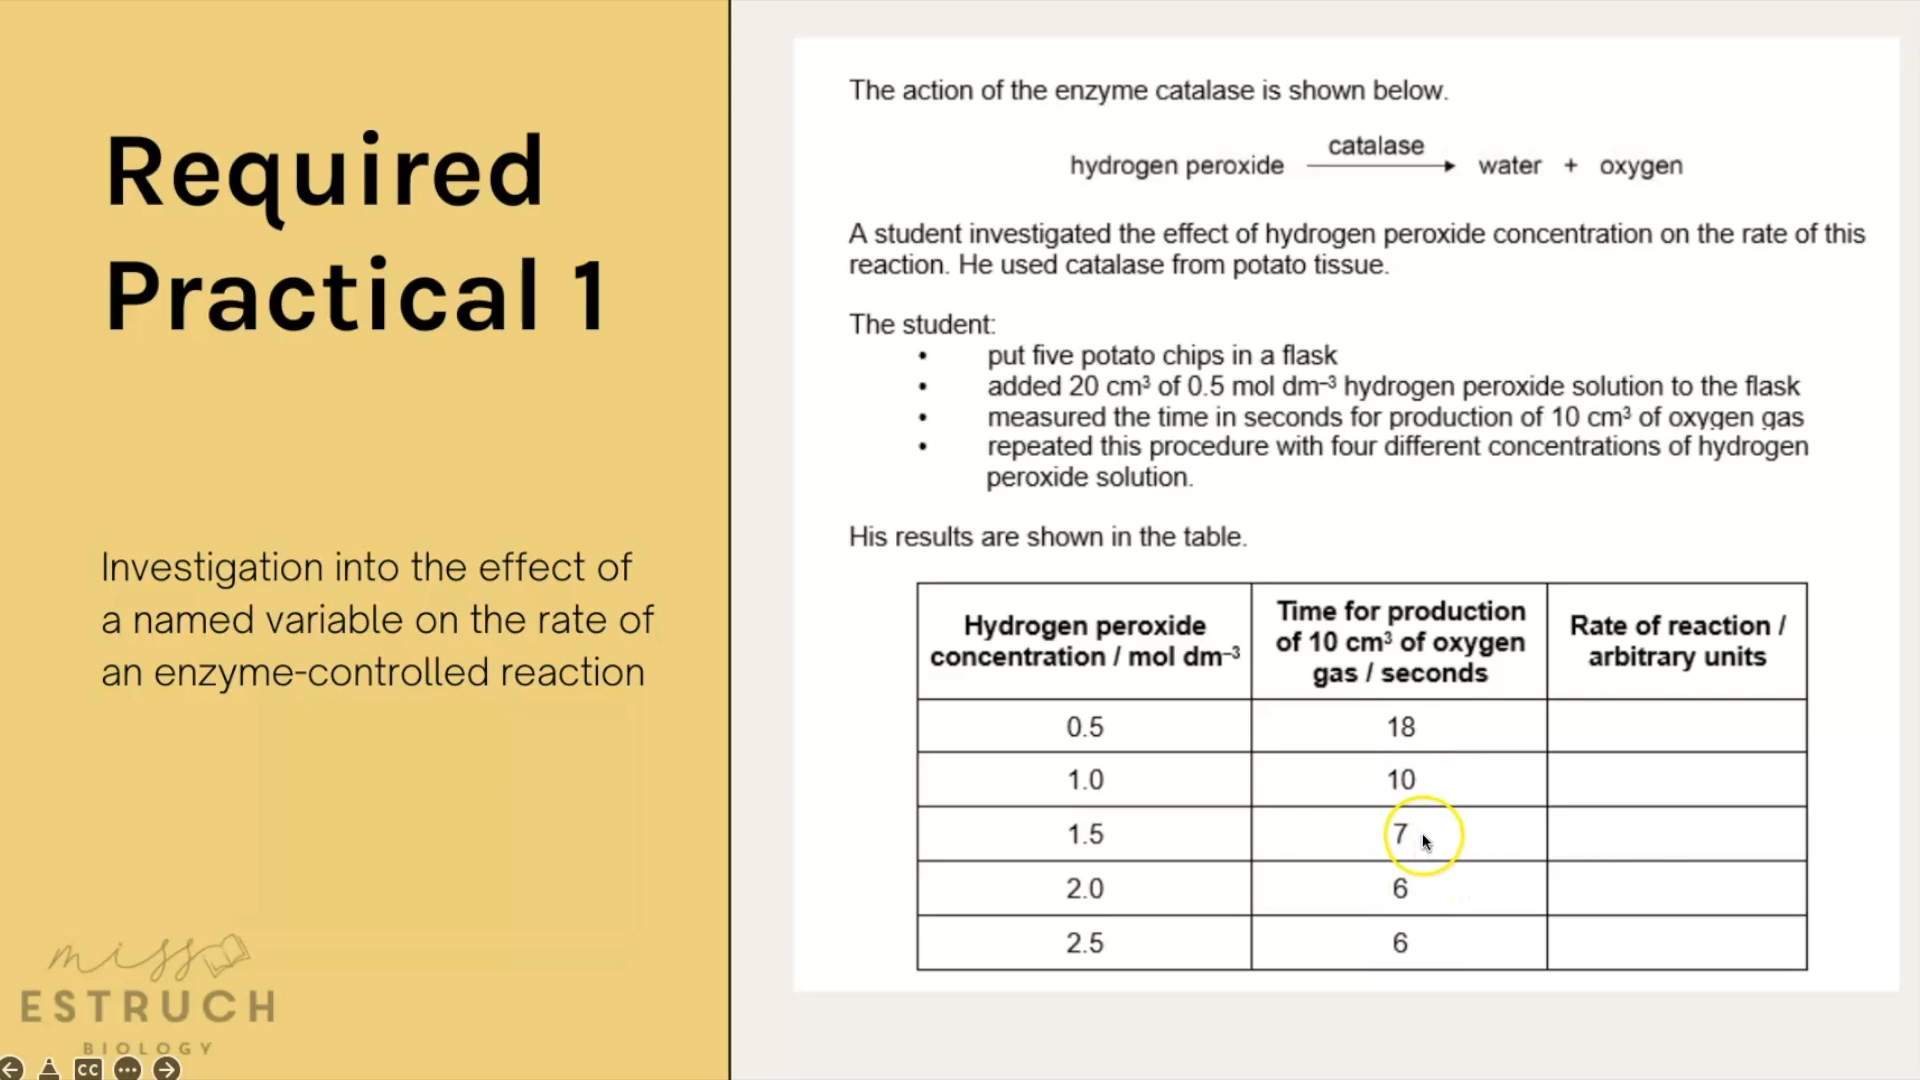 Required
Practical 1
Investigation into the effect of
a named variable on the rate of
an enzyme-controlled reaction
miss
ESTRUCH
BIOLOGY
CC
The action of the enzyme catalase is shown below.
catalase
hydrogen peroxide → water + oxygen
A student investigated the effect of hydrogen peroxide concentration on the rate of this
reaction. He used catalase from potato tissue.
The student:
• put five potato chips in a flask
• added 20 cm³ of 0.5 mol dm⁻³ hydrogen peroxide solution to the flask
• measured the time in seconds for production of 10 cm³ of oxygen gas
• repeated this procedure with four different concentrations of hydrogen
peroxide solution.
His results are shown in the table.
Hydrogen peroxide
concentration / mol dm⁻³
Time for production
of 10 cm³ of oxygen
gas / seconds
Rate of reaction /
arbitrary units
0.5 18
1.0 10
1.5 7
2.0 6
2.5 6